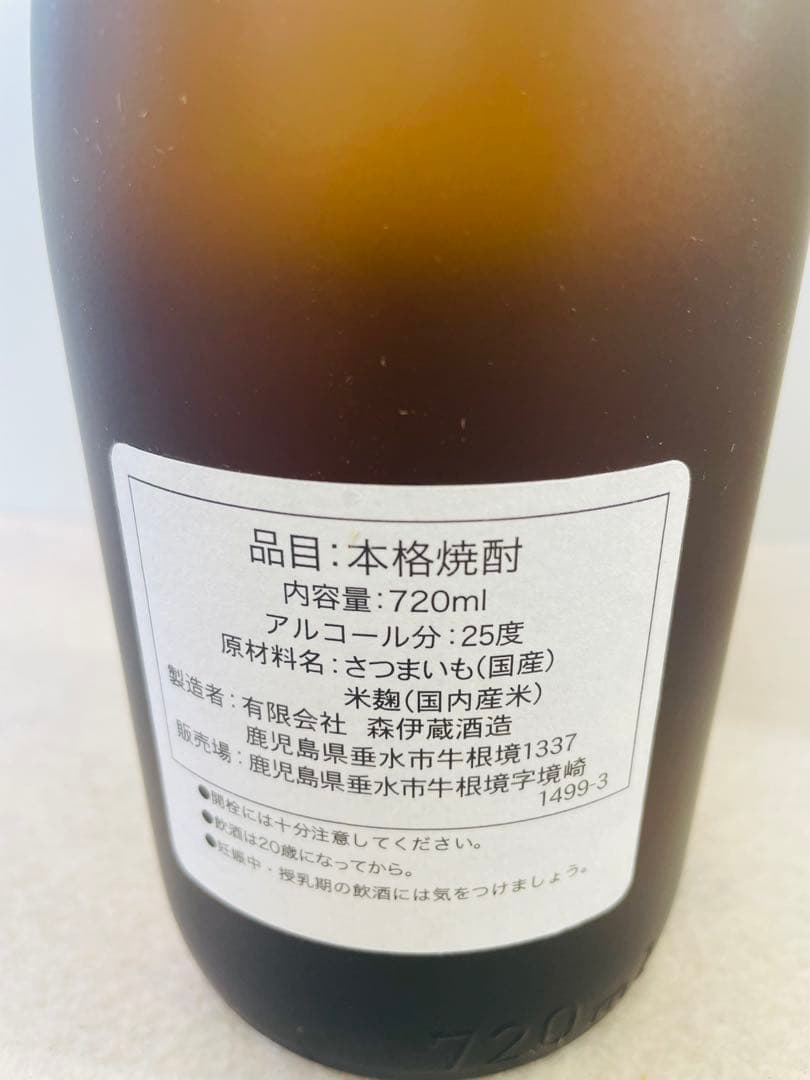 品目:本格焼酎
内容量:720ml
アルコール分:25度
原材料名:さつまいも(国産)
米麹(国内産米)
製造者:有限会社 森伊蔵酒造
鹿児島県垂水市牛根境1337
販売場:鹿児島県垂水市牛根境字境崎
1499-3
●開栓には十分注意してください。
●飲酒は20歳になってから。
●妊娠中・授乳期の飲酒には気をつけましょう。
720ml